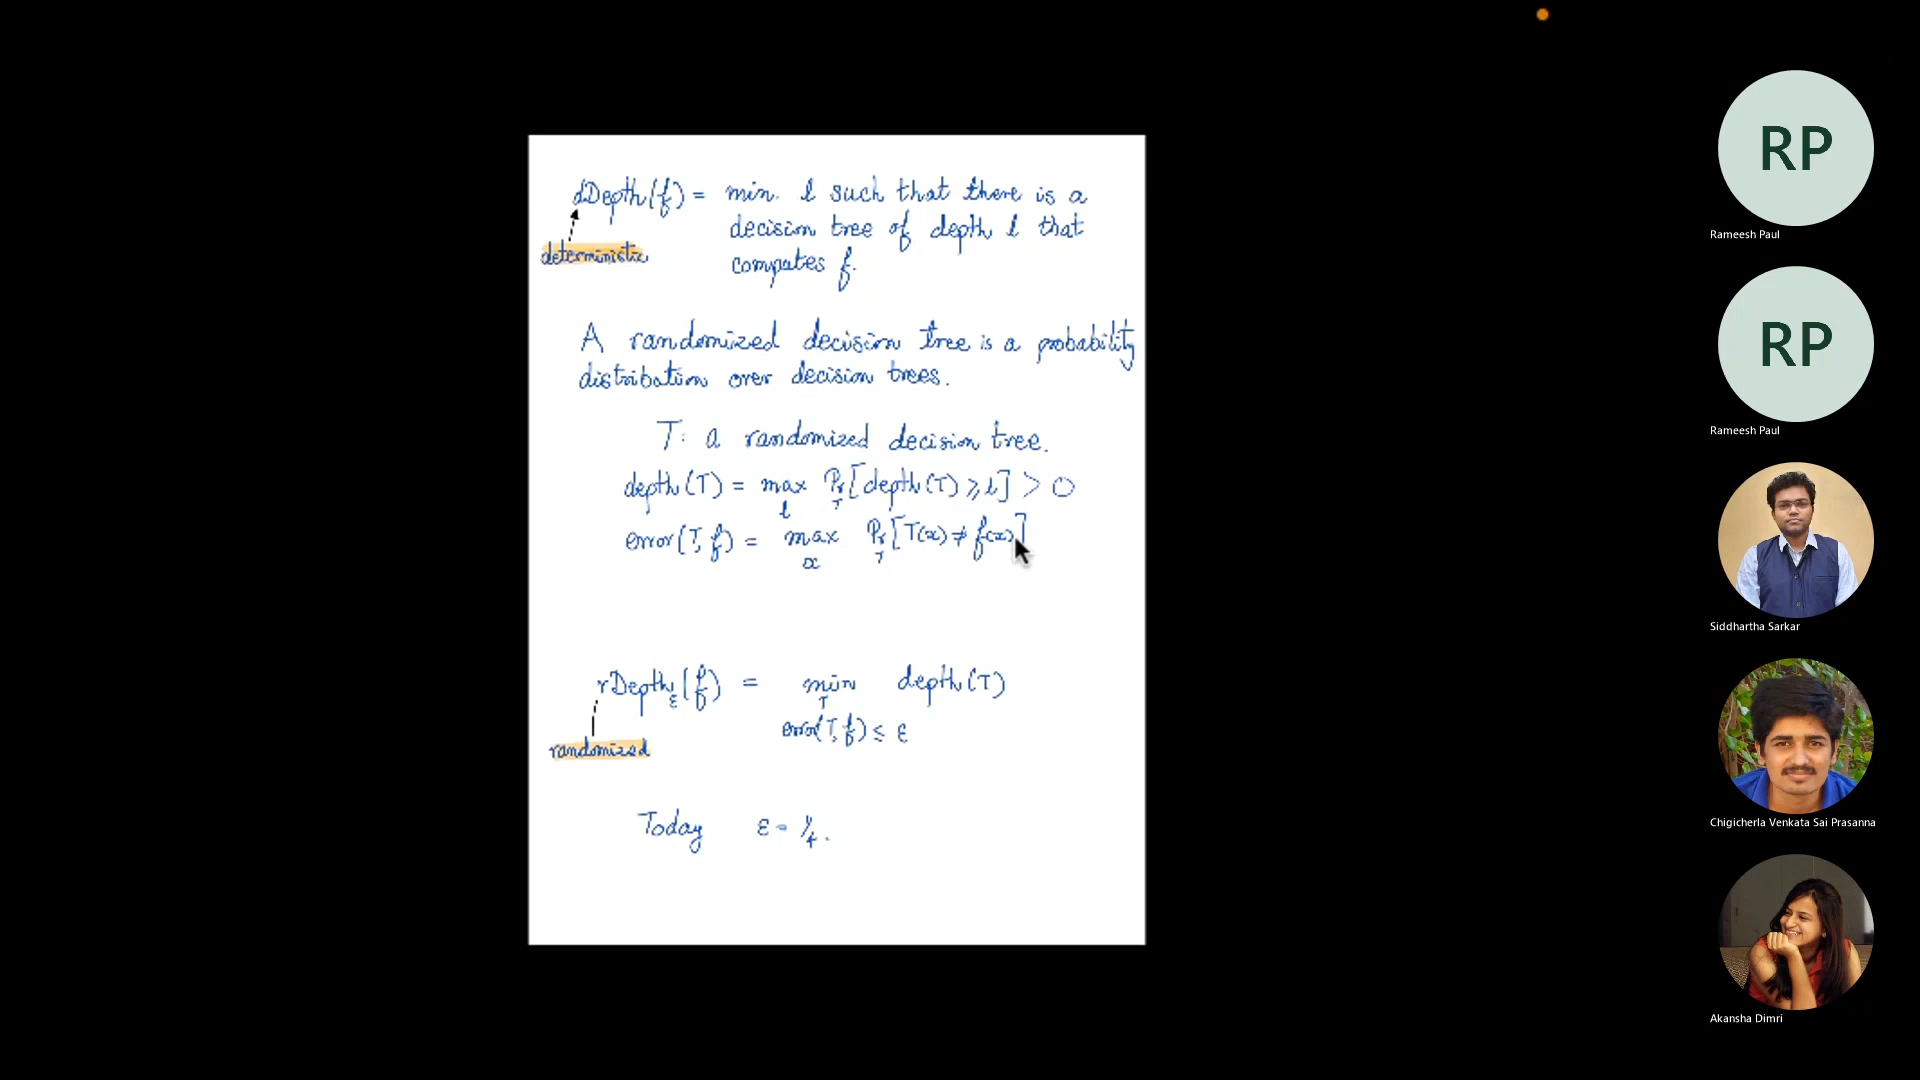 dDepth(f) = min. l such that there is a
decision tree of depth l that
computes f.
deterministic
A randomized decision tree is a probability
distribution over decision trees.
T: a randomized decision tree.
depth(T) = max Pr[depth(T) ≥ l] > 0
l T
error(T, f) = max Pr[T(x) ≠ f(x)]
x T
rDepth_ε(f) = min depth(T)
T
error(T, f) ≤ ε
randomized
Today ε = 1/4.
RP
Rameesh Paul
RP
Rameesh Paul
Siddhartha Sarkar
Chigicherla Venkata Sai Prasanna
Akansha Dimri